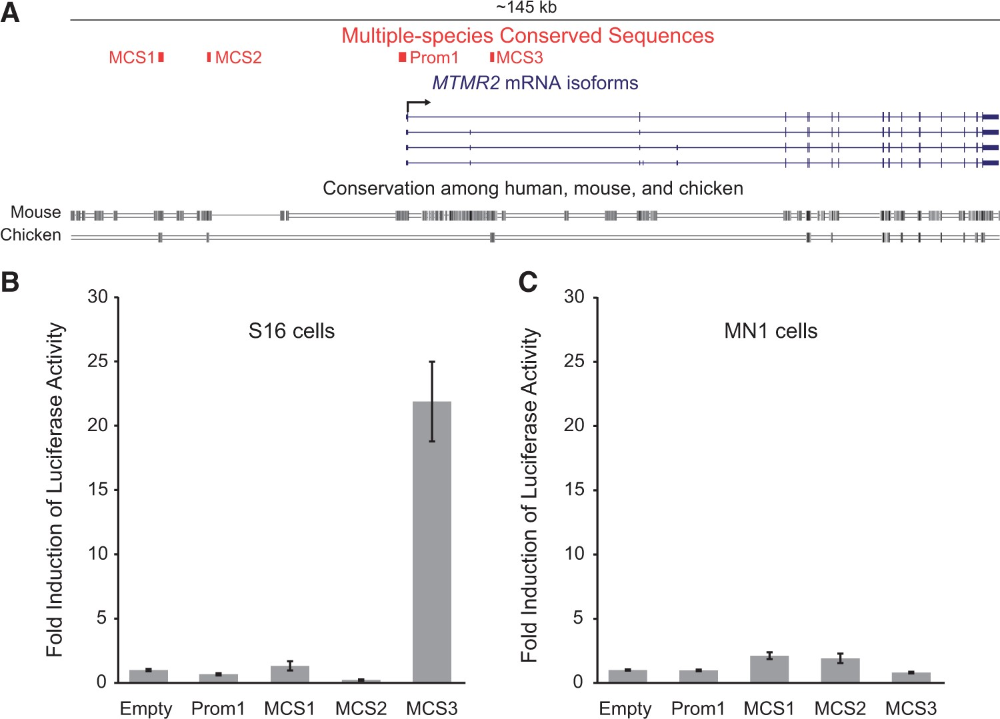 A
~145 kb
Multiple-species Conserved Sequences
MCS1 MCS2 Prom1 MCS3
MTMR2 mRNA isoforms
Conservation among human, mouse, and chicken
Mouse
Chicken
B
30
25
20
15
10
5
0
Fold Induction of Luciferase Activity
S16 cells
Empty Prom1 MCS1 MCS2 MCS3
C
30
25
20
15
10
5
0
Fold Induction of Luciferase Activity
MN1 cells
Empty Prom1 MCS1 MCS2 MCS3